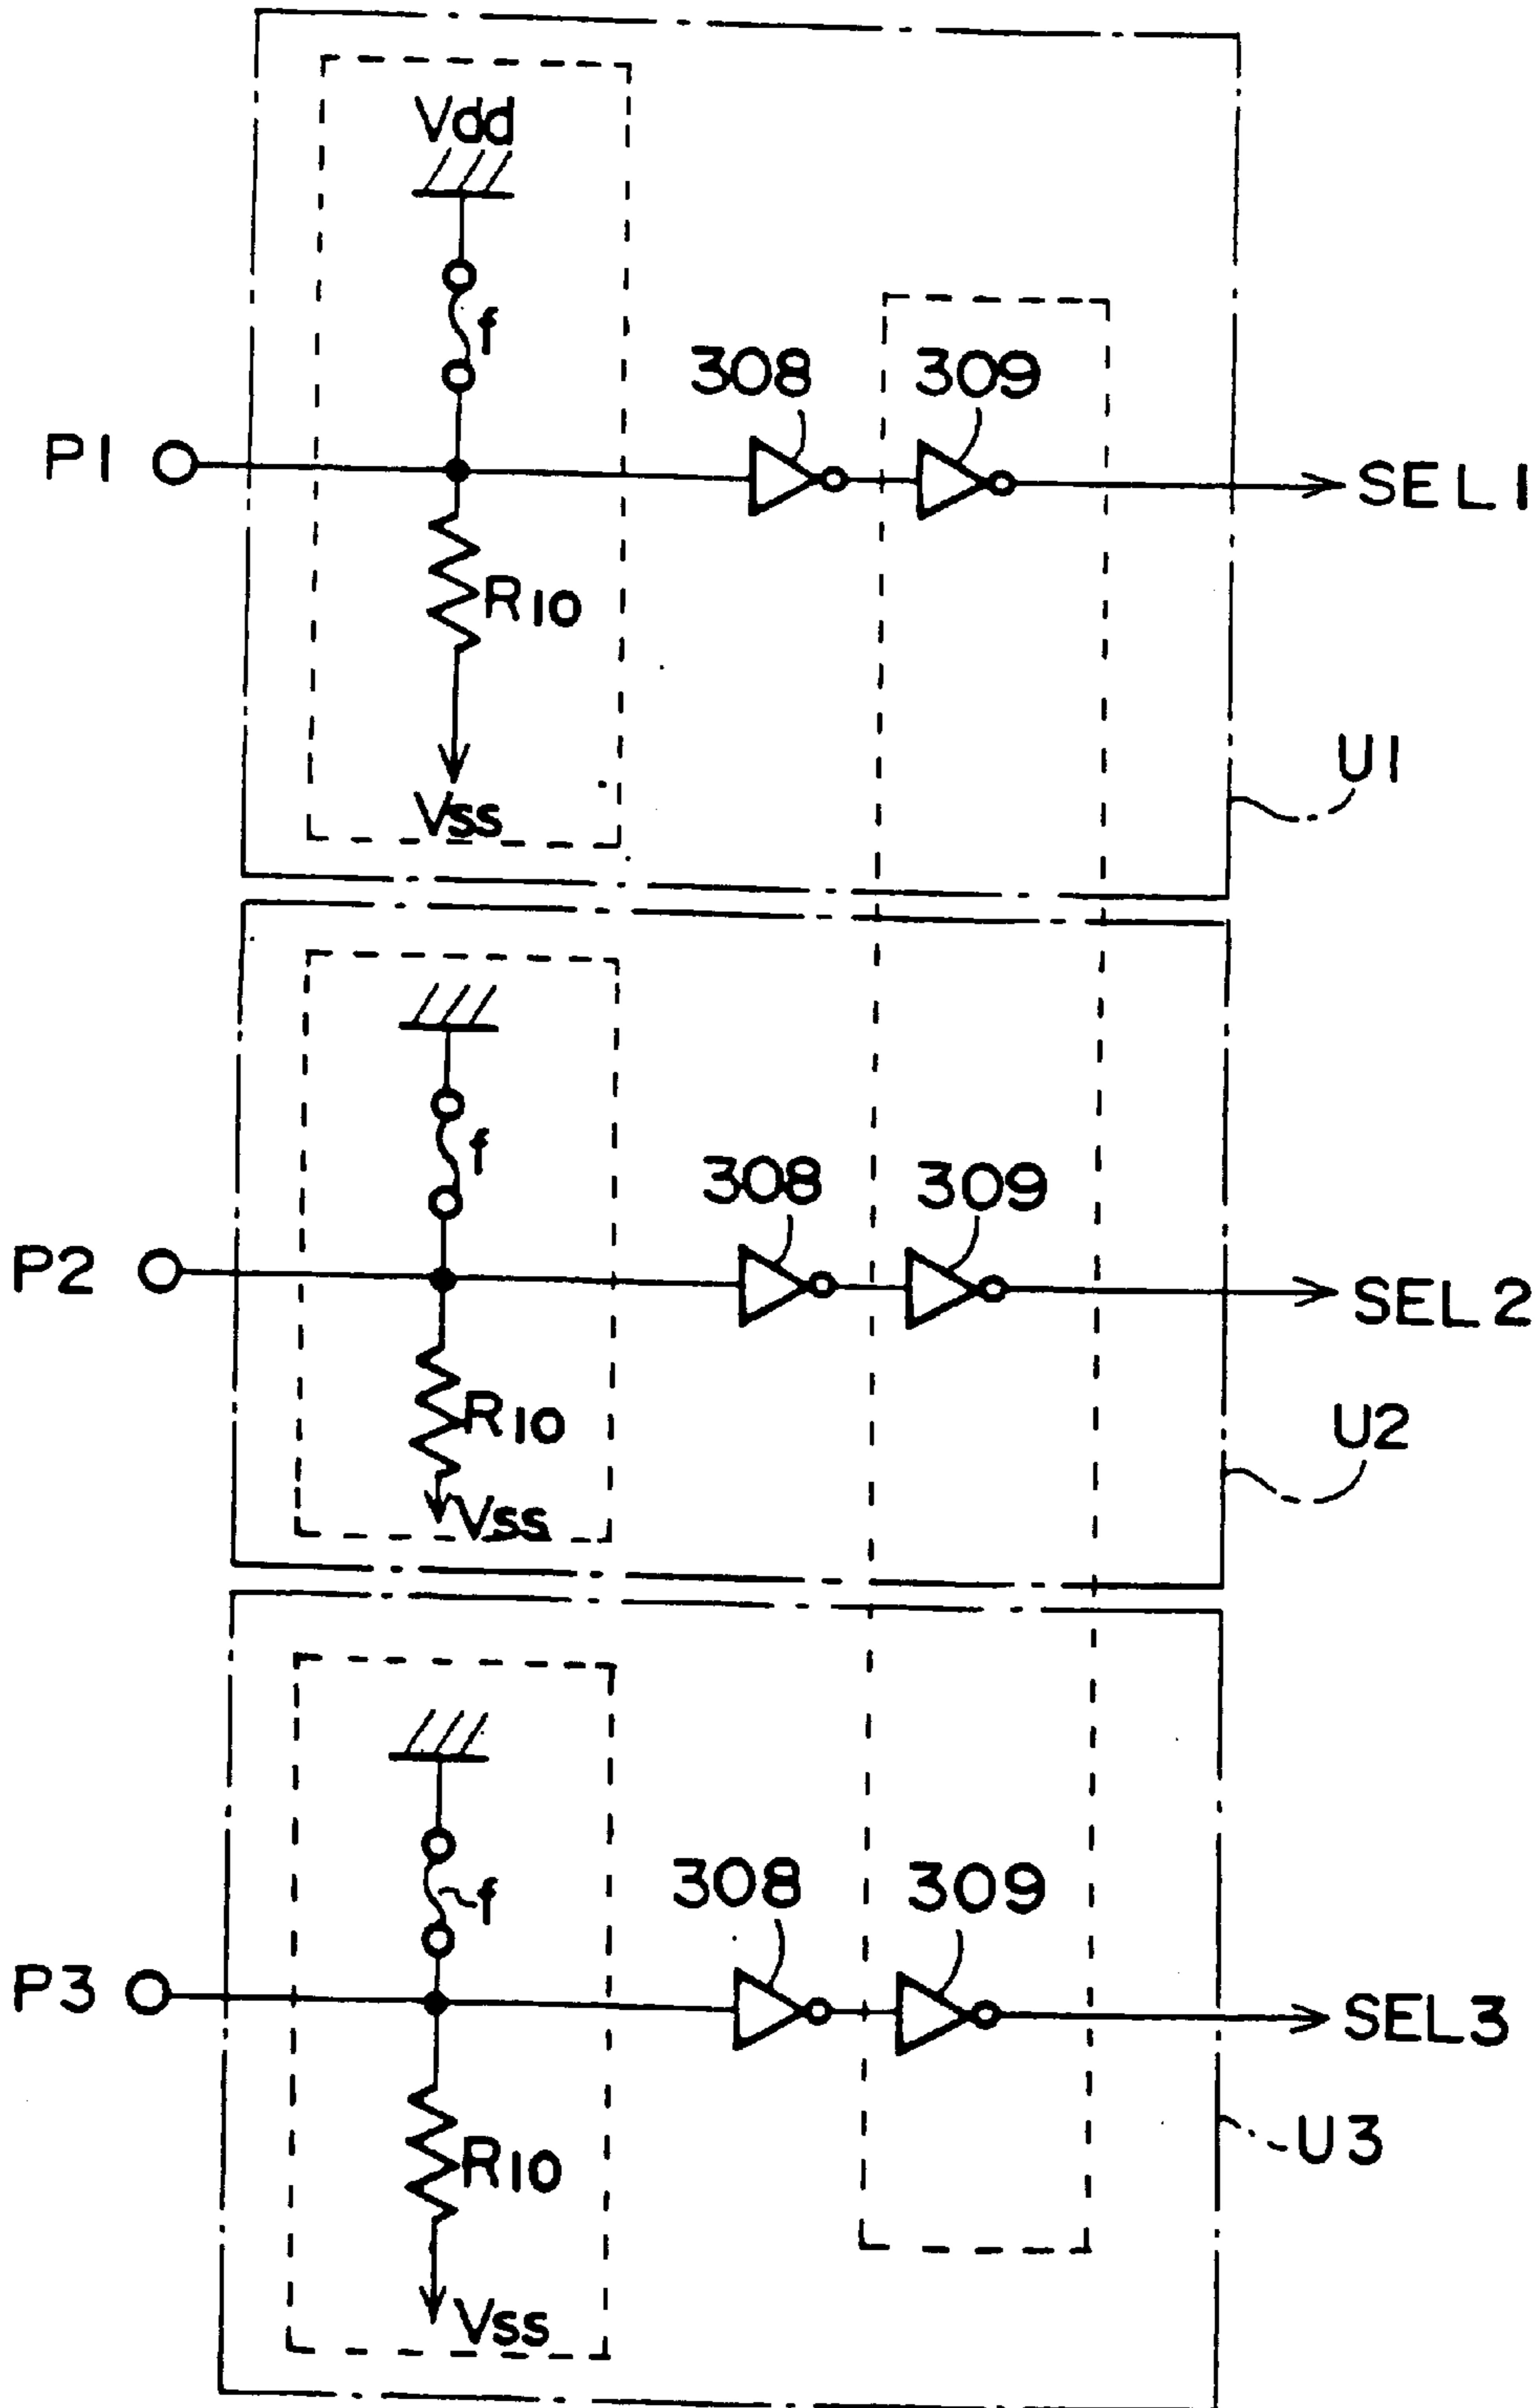 Vdd
f
308
309
P1
SEL1
R10
U1
Vss
f
308
309
P2
SEL2
R10
U2
Vss
f
308
309
P3
SEL3
R10
U3
Vss